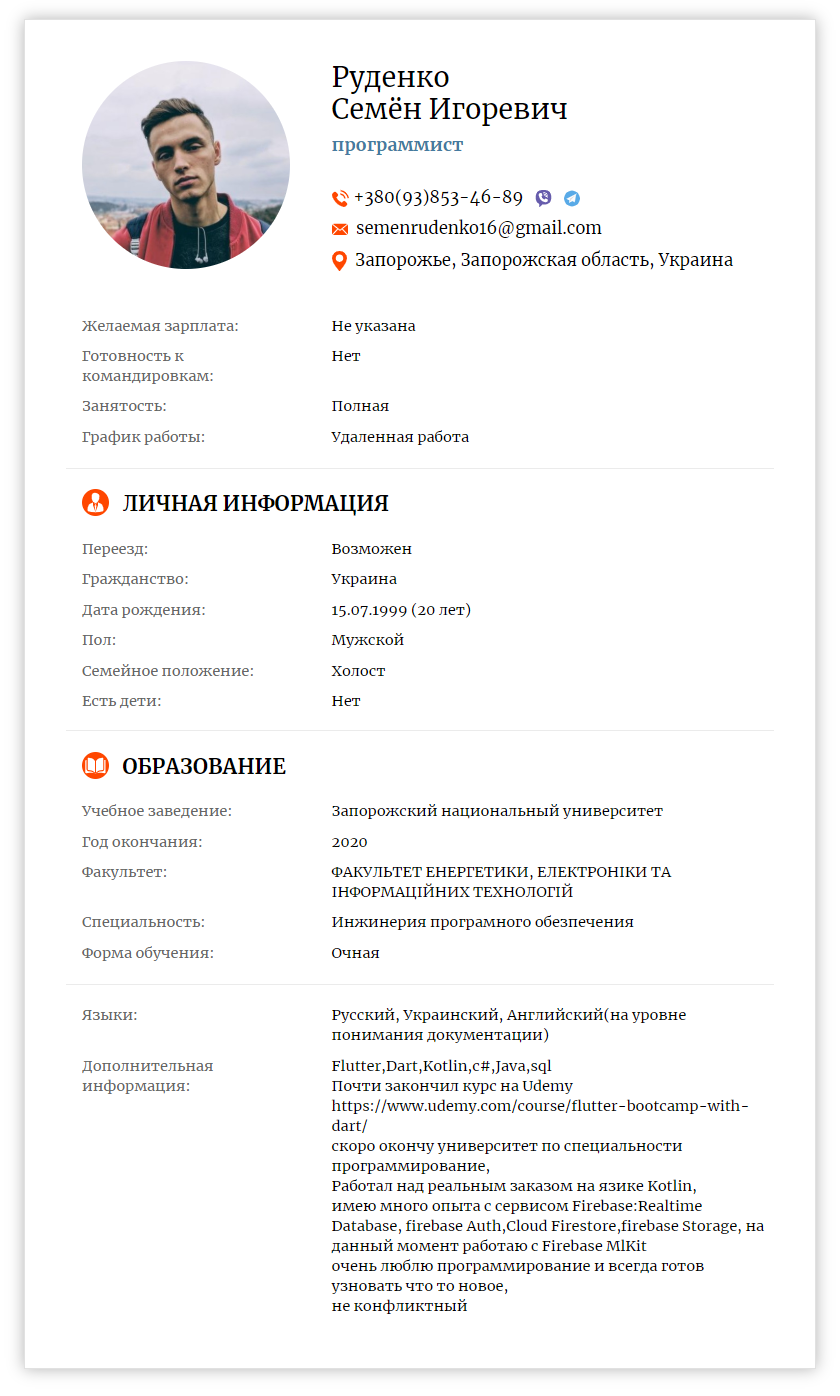 Руденко
Семён Игоревич
программист
+380(93)853-46-89
semenrudenko16@gmail.com
Запорожье, Запорожская область, Украина
Желаемая зарплата: Не указана
Готовность к командировкам: Нет
Занятость: Полная
График работы: Удаленная работа
ЛИЧНАЯ ИНФОРМАЦИЯ
Переезд: Возможен
Гражданство: Украина
Дата рождения: 15.07.1999 (20 лет)
Пол: Мужской
Семейное положение: Холост
Есть дети: Нет
ОБРАЗОВАНИЕ
Учебное заведение: Запорожский национальный университет
Год окончания: 2020
Факультет: ФАКУЛЬТЕТ ЕНЕРГЕТИКИ, ЕЛЕКТРОНІКИ ТА
ІНФОРМАЦІЙНИХ ТЕХНОЛОГІЙ
Специальность: Инжинерия програмного обезпечения
Форма обучения: Очная
Языки: Русский, Украинский, Английский(на уровне
понимания документации)
Дополнительная информация: Flutter,Dart,Kotlin,c#,Java,sql
Почти закончил курс на Udemy
https://www.udemy.com/course/flutter-bootcamp-with-
dart/
скоро окончу университет по специальности
программирование,
Работал над реальным заказом на язике Kotlin,
имею много опыта с сервисом Firebase:Realtime
Database, firebase Auth,Cloud Firestore,firebase Storage, на
данный момент работаю с Firebase MlKit
очень люблю программирование и всегда готов
узновать что то новое,
не конфликтный